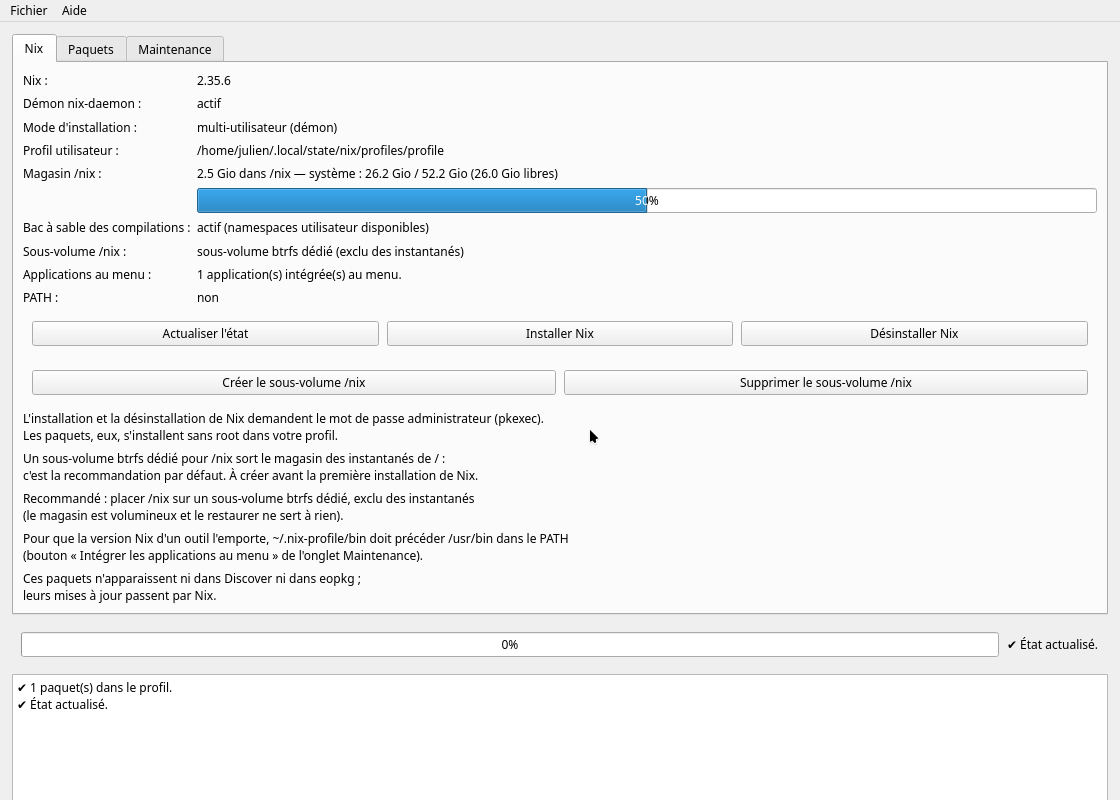 Fichier Aide
Nix Paquets Maintenance
Nix : 2.35.6
Démon nix-daemon : actif
Mode d'installation : multi-utilisateur (démon)
Profil utilisateur : /home/julien/.local/state/nix/profiles/profile
Magasin /nix : 2.5 Gio dans /nix — système : 26.2 Gio / 52.2 Gio (26.0 Gio libres)
50%
Bac à sable des compilations : actif (namespaces utilisateur disponibles)
Sous-volume /nix : sous-volume btrfs dédié (exclu des instantanés)
Applications au menu : 1 application(s) intégrée(s) au menu.
PATH : non
Actualiser l'état Installer Nix Désinstaller Nix
Créer le sous-volume /nix Supprimer le sous-volume /nix
L'installation et la désinstallation de Nix demandent le mot de passe administrateur (pkexec).
Les paquets, eux, s'installent sans root dans votre profil.
Un sous-volume btrfs dédié pour /nix sort le magasin des instantanés de / :
c'est la recommandation par défaut. À créer avant la première installation de Nix.
Recommandé : placer /nix sur un sous-volume btrfs dédié, exclu des instantanés
(le magasin est volumineux et le restaurer ne sert à rien).
Pour que la version Nix d'un outil l'emporte, ~/.nix-profile/bin doit précéder /usr/bin dans le PATH
(bouton « Intégrer les applications au menu » de l'onglet Maintenance).
Ces paquets n'apparaissent ni dans Discover ni dans eopkg ;
leurs mises à jour passent par Nix.
0% ✔ État actualisé.
✔ 1 paquet(s) dans le profil.
✔ État actualisé.